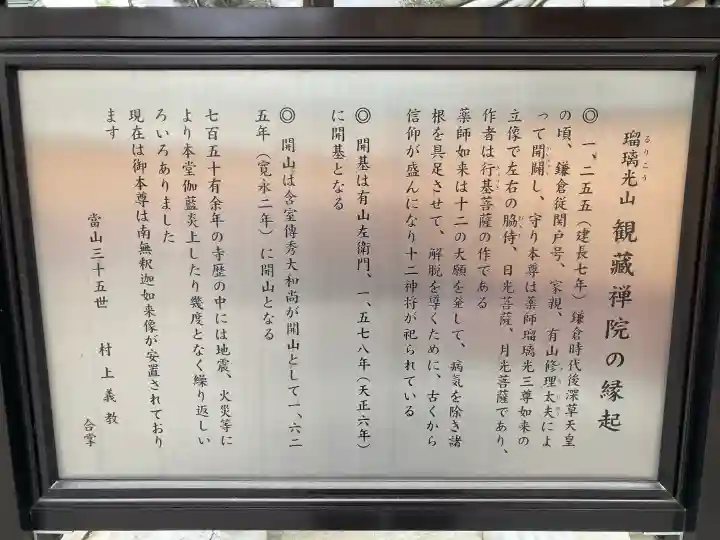 瑠璃光山 観藏禅院の縁起
るりこう
◎ 一、二五五（建長七年）鎌倉時代後深草天皇
の頃、鎌倉従関戸号、家親、有山修理太夫によ
って開闢し、守り本尊は薬師瑠璃光三尊如来の
立像で左右の脇侍、日光菩薩、月光菩薩であり、
作者は行基菩薩の作である
薬師如来は十二の大願を発して、病気を除き諸
根を具足させて、解脱を導くために、古くから
信仰が盛んになり十二神将が祀られている
◎ 開基は有山左衛門、一、五七八年（天正六年）
に開基となる
◎ 開山は含室傳秀大和尚が開山として一、六二
五年（寛永二年）に開山となる
七百五十有余年の寺歴の中には地震、火災等に
より本堂伽藍炎上したり幾度となく繰り返しい
ろいろありました
現在は御本尊は南無釈迦如来像が安置されており
ます
當山三十五世 村上義教 合掌